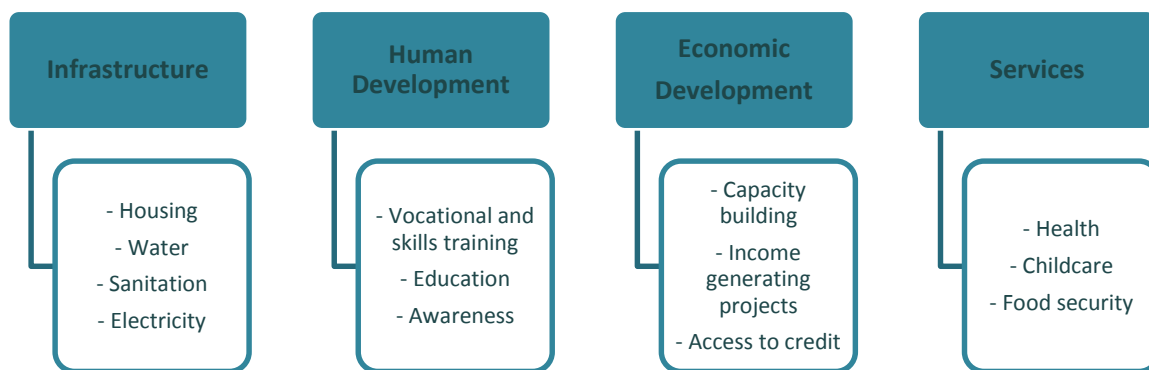 Infrastructure
- Housing
- Water
- Sanitation
- Electricity
Human
Development
- Vocational and
skills training
- Education
- Awareness
Economic
Development
- Capacity
building
- Income
generating
projects
- Access to credit
Services
- Health
- Childcare
- Food security